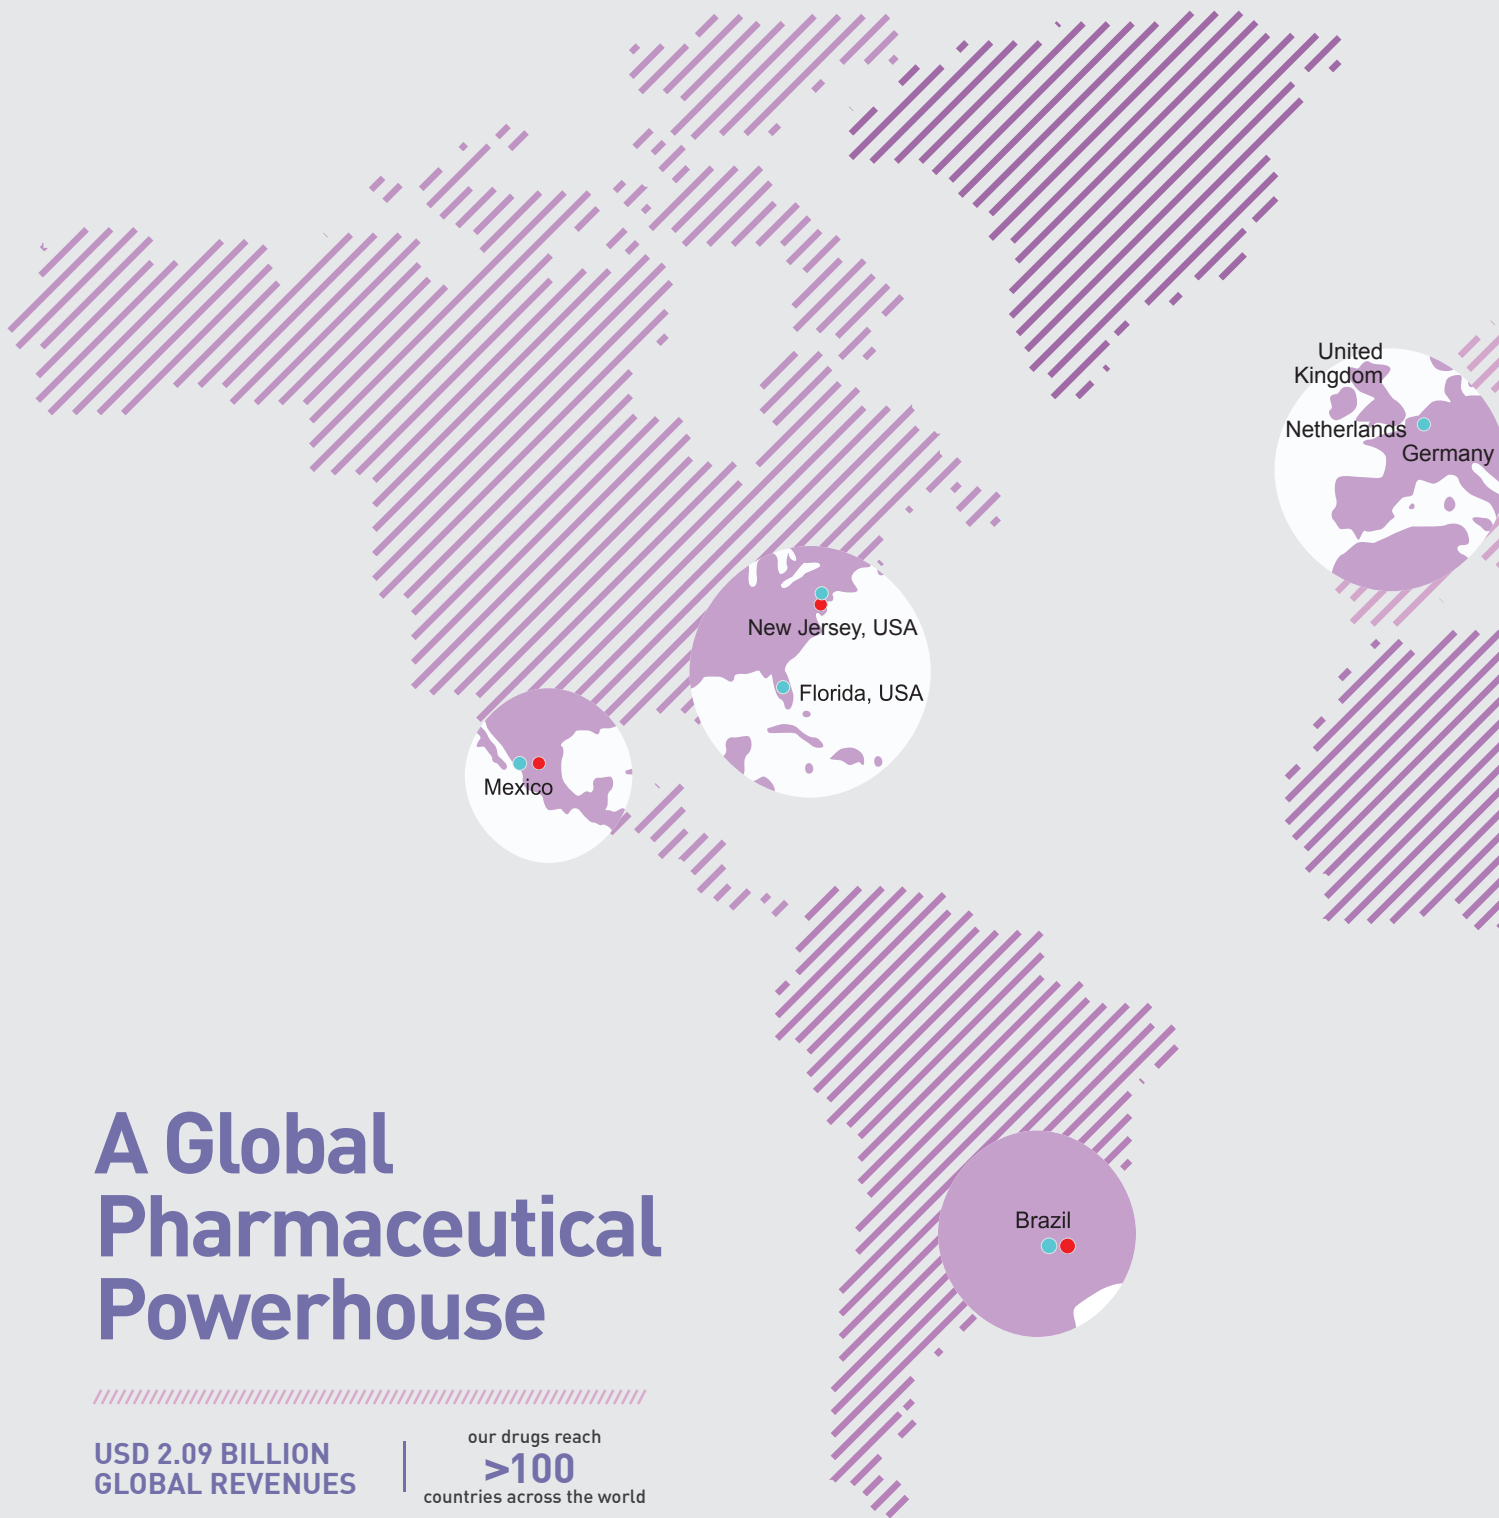 United
Kingdom
Netherlands
Germany
New Jersey, USA
Florida, USA
Mexico
Brazil
A Global
Pharmaceutical
Powerhouse
USD 2.09 BILLION
GLOBAL REVENUES
our drugs reach
>100
countries across the world